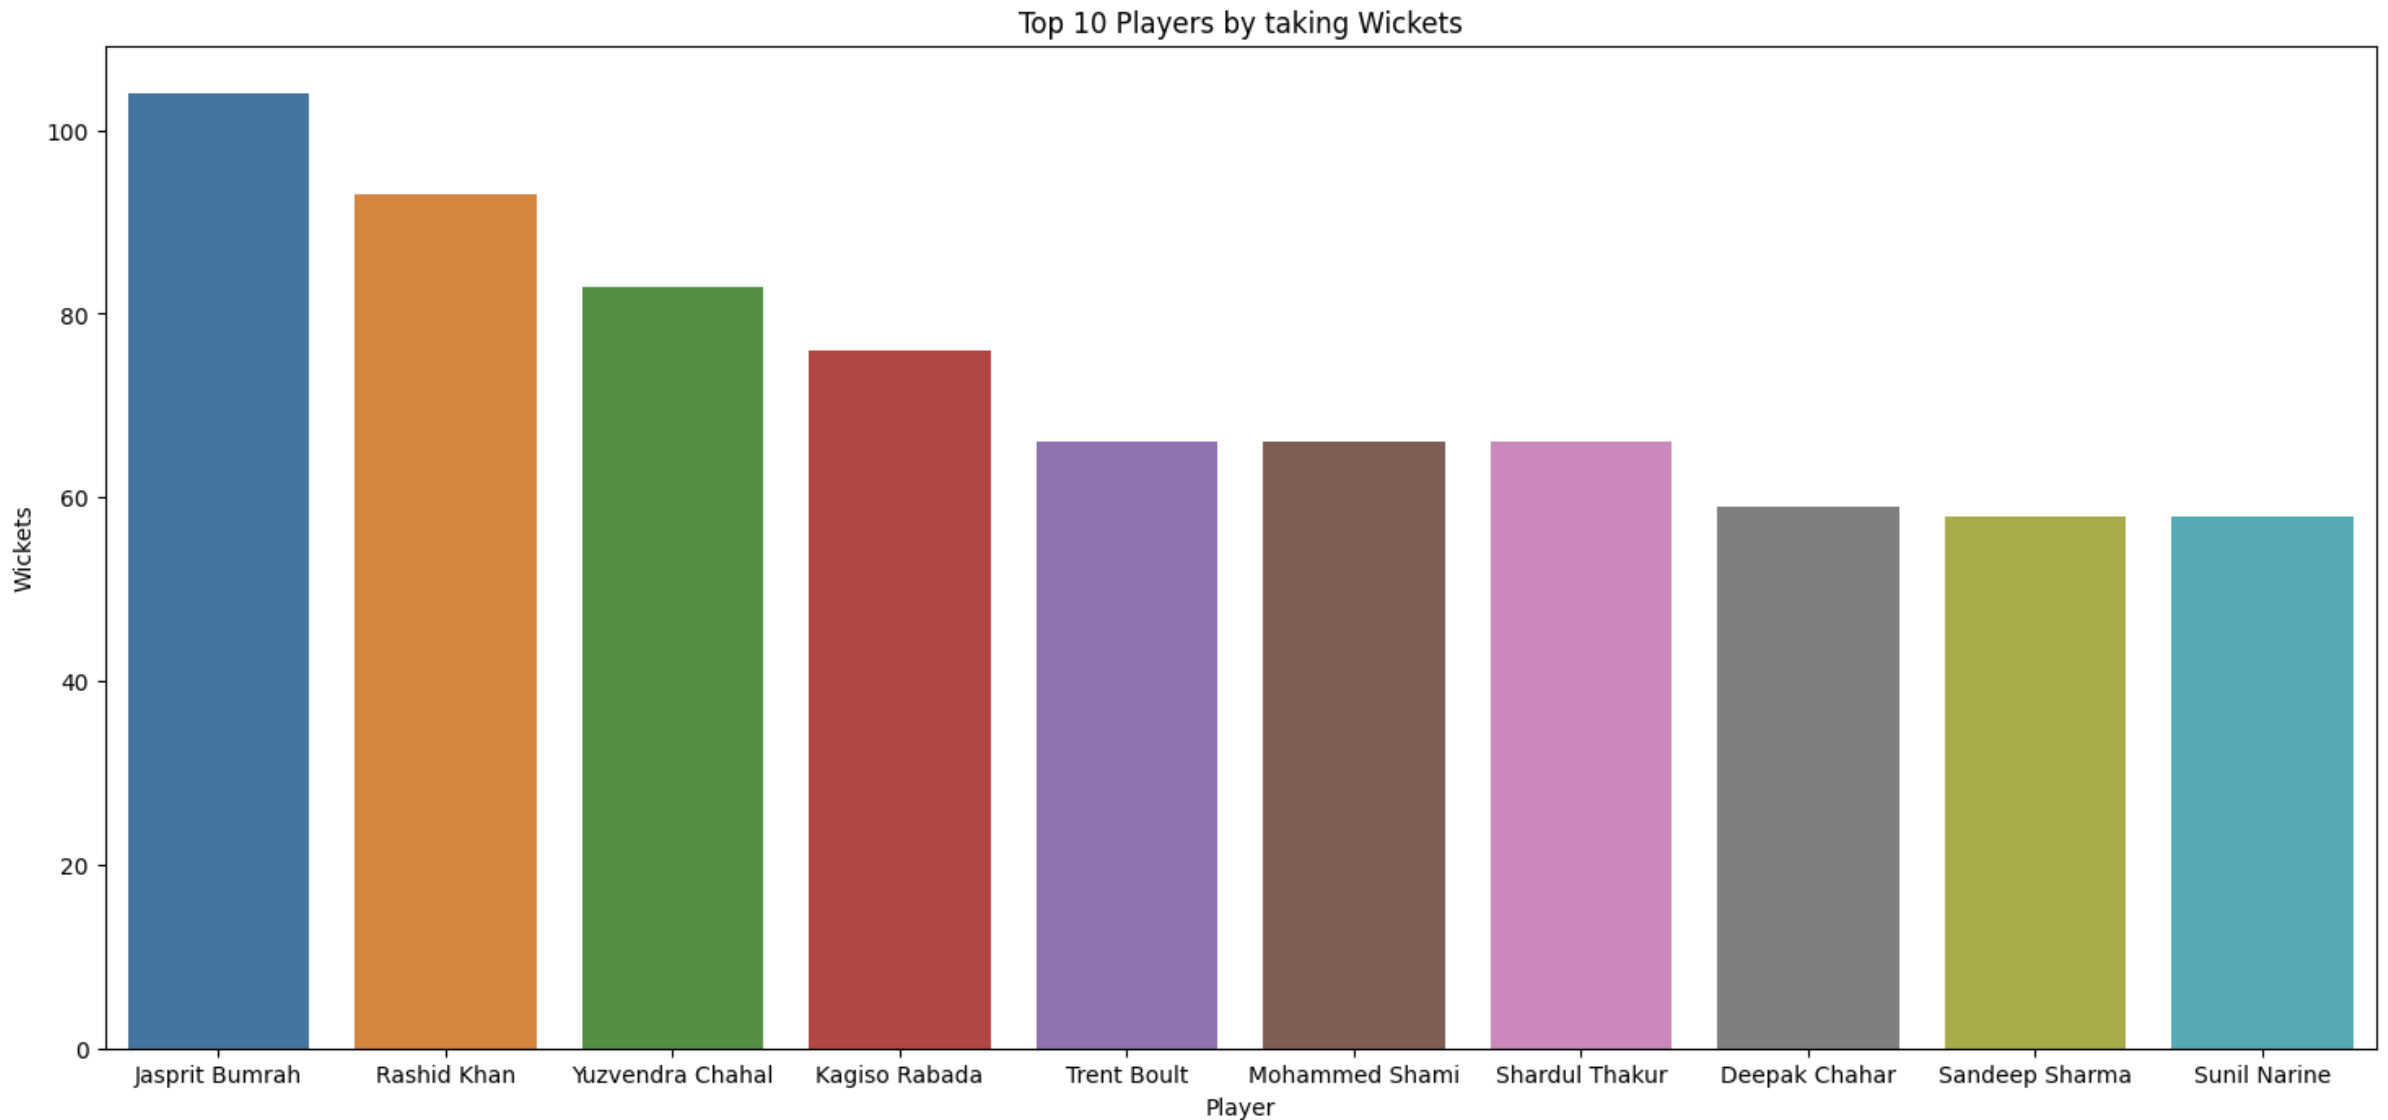 Top 10 Players by taking Wickets
100
80
60
40
20
0
Wickets
Jasprit Bumrah Rashid Khan Yuzvendra Chahal Kagiso Rabada Trent Boult Mohammed Shami Shardul Thakur Deepak Chahar Sandeep Sharma Sunil Narine
Player